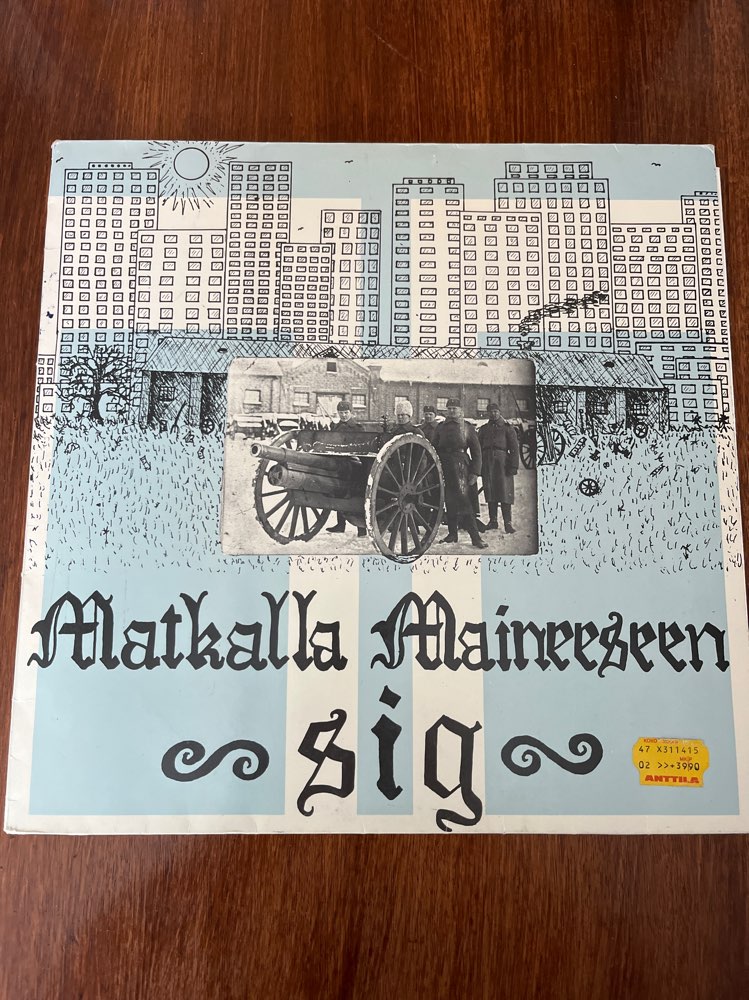 Matkalla Maineeseen
sig
47 X311415
02 >>+3990
ANTTILA